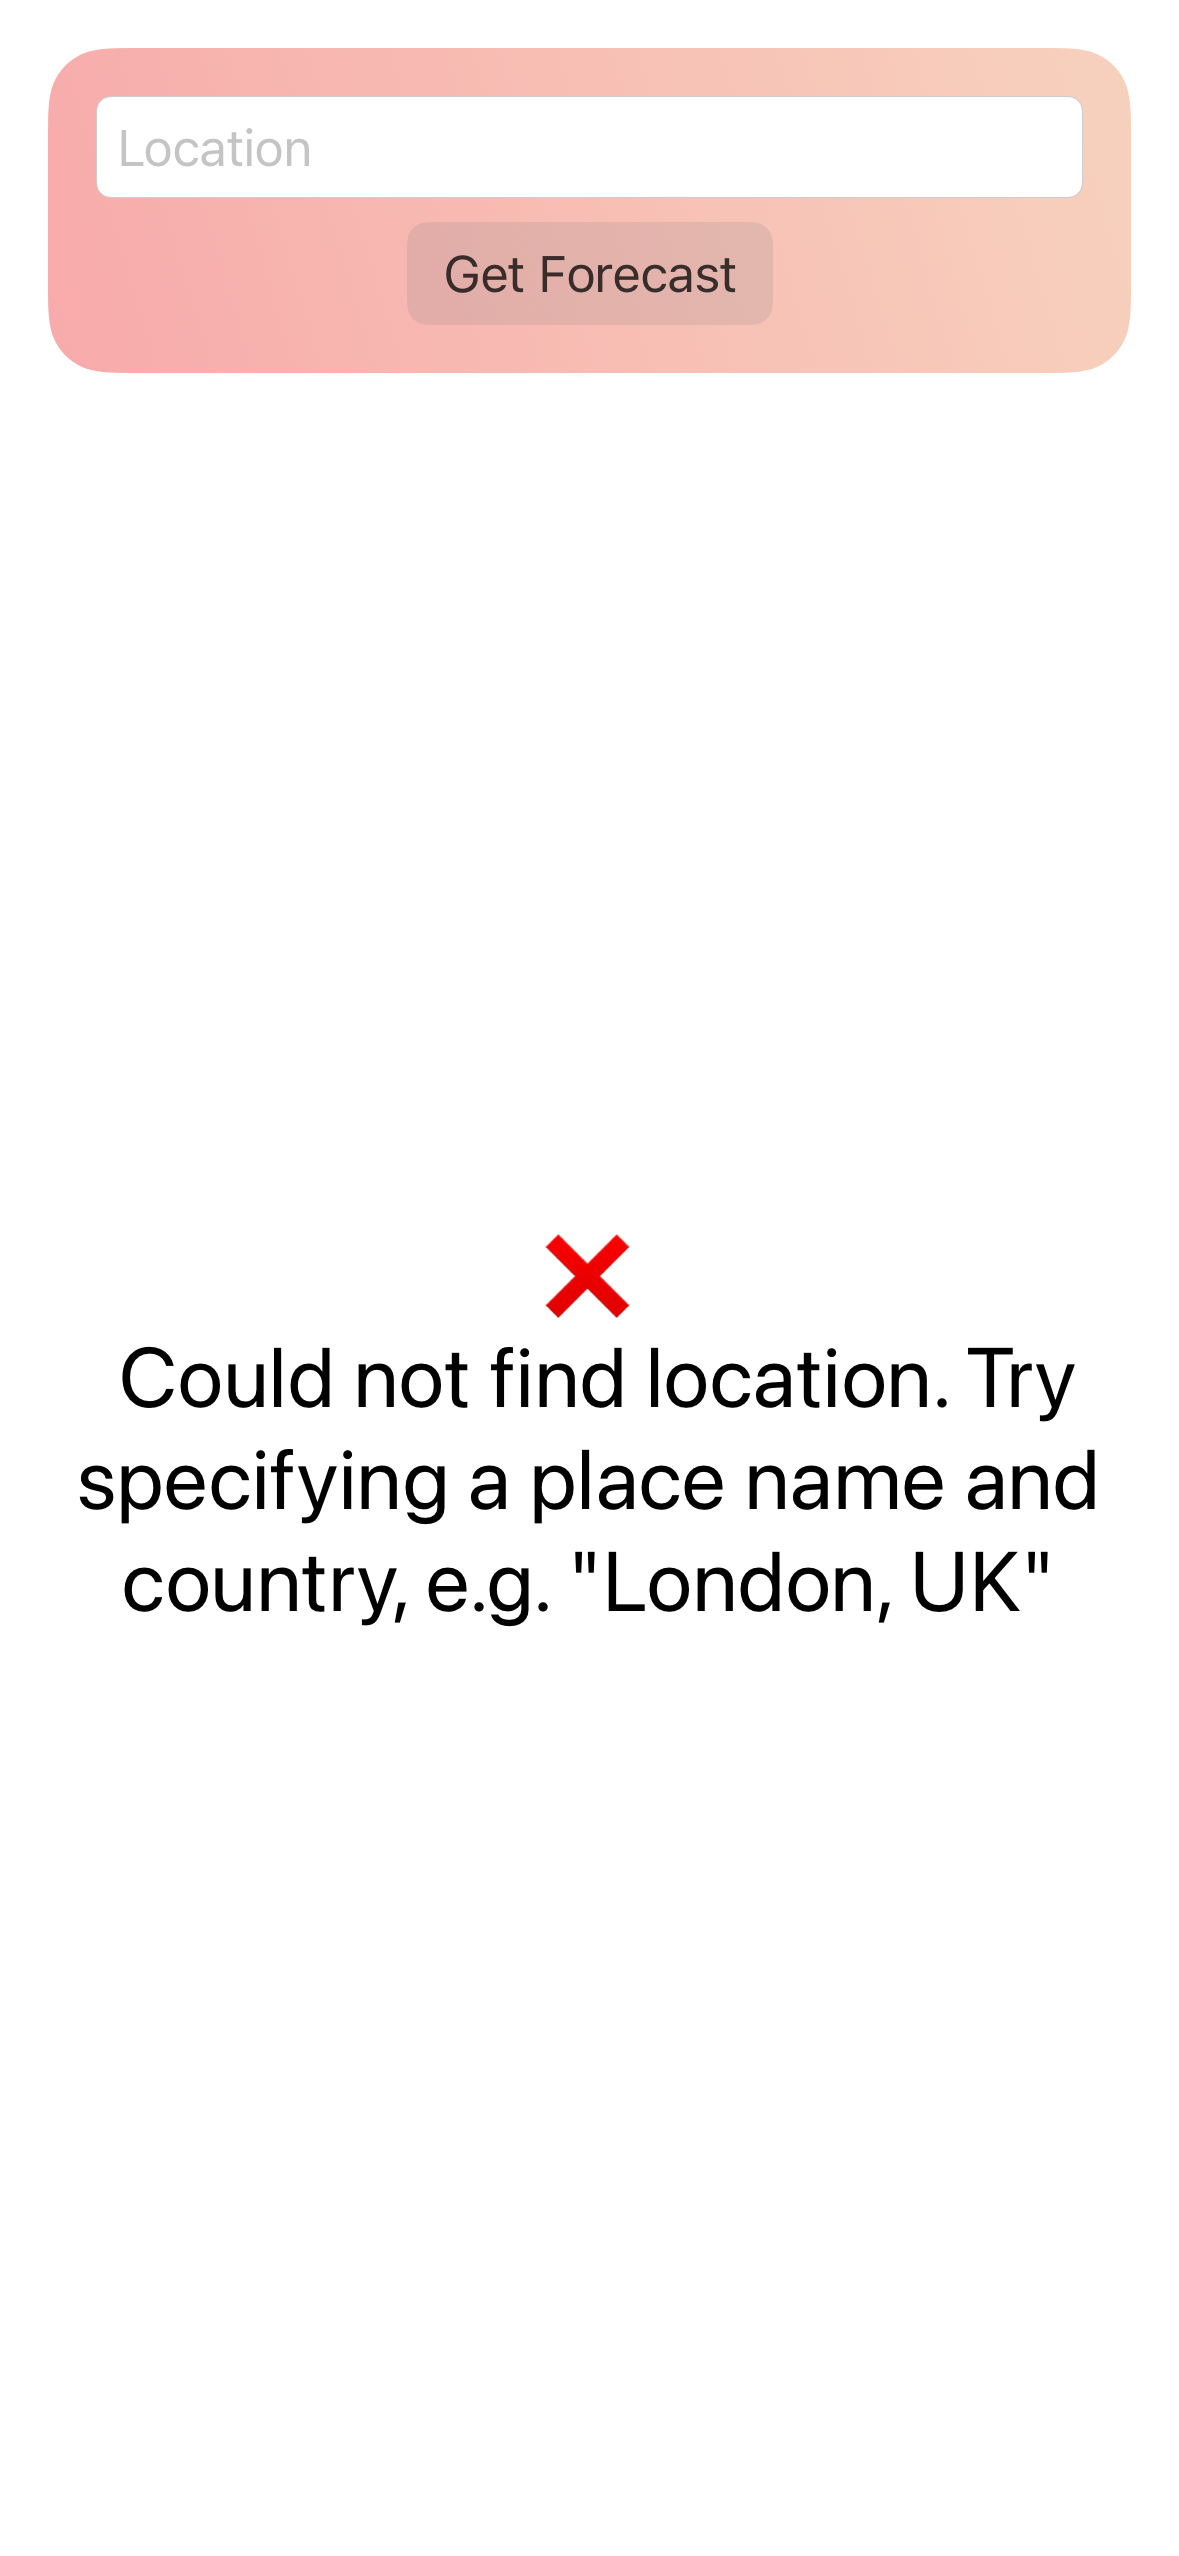 Location
Get Forecast
Could not find location. Try
specifying a place name and
country, e.g. "London, UK"